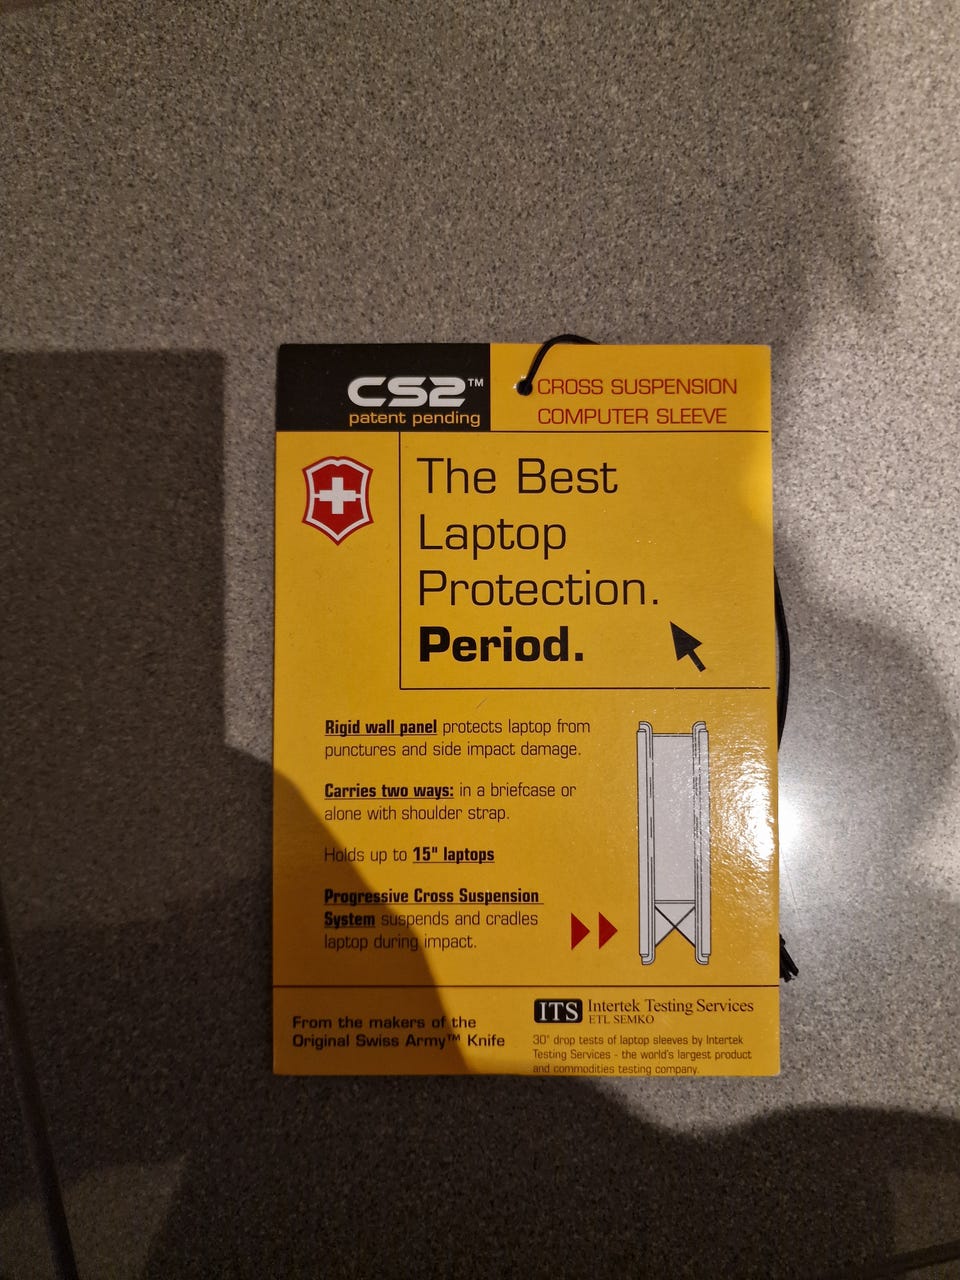 CS2™
patent pending
CROSS SUSPENSION
COMPUTER SLEEVE
The Best
Laptop
Protection.
Period.
Rigid wall panel protects laptop from
punctures and side impact damage.
Carries two ways: in a briefcase or
alone with shoulder strap.
Holds up to 15" laptops
Progressive Cross Suspension
System suspends and cradles
laptop during impact.
From the makers of the
Original Swiss Army™ Knife
ITS Intertek Testing Services
ETL SEMKO
30" drop tests of laptop sleeves by Intertek
Testing Services - the world's largest product
and commodities testing company.